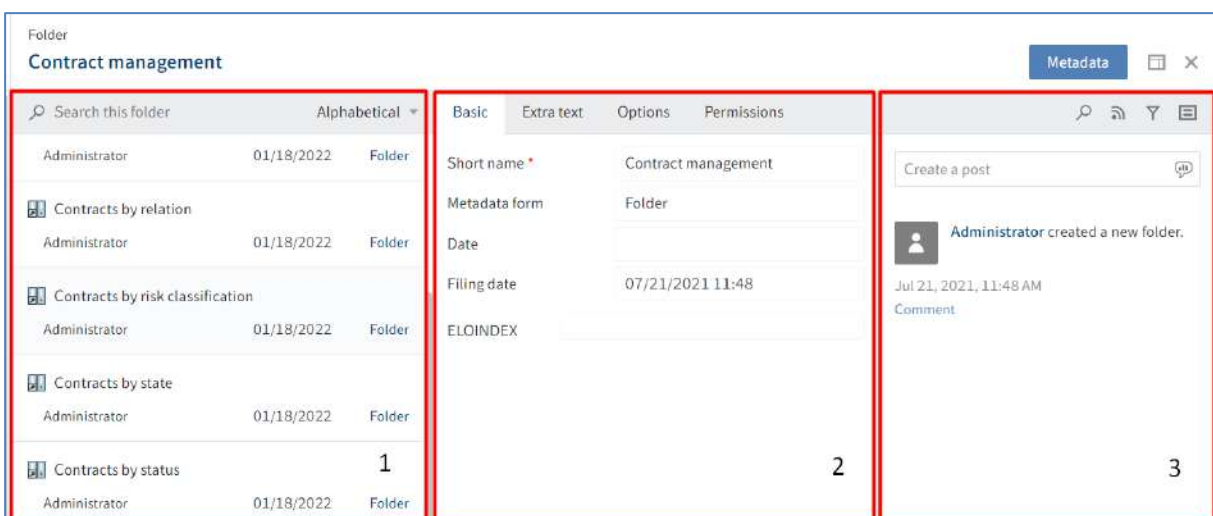 Folder
Contract management
Metadata
Search this folder Alphabetical
Administrator 01/18/2022 Folder
Contracts by relation
Administrator 01/18/2022 Folder
Contracts by risk classification
Administrator 01/18/2022 Folder
Contracts by state
Administrator 01/18/2022 Folder
Contracts by status
Administrator 01/18/2022 Folder
1
Basic Extra text Options Permissions
Short name * Contract management
Metadata form Folder
Date
Filing date 07/21/2021 11:48
ELOINDEX
2
Create a post
Administrator created a new folder.
Jul 21, 2021, 11:48 AM
Comment
3